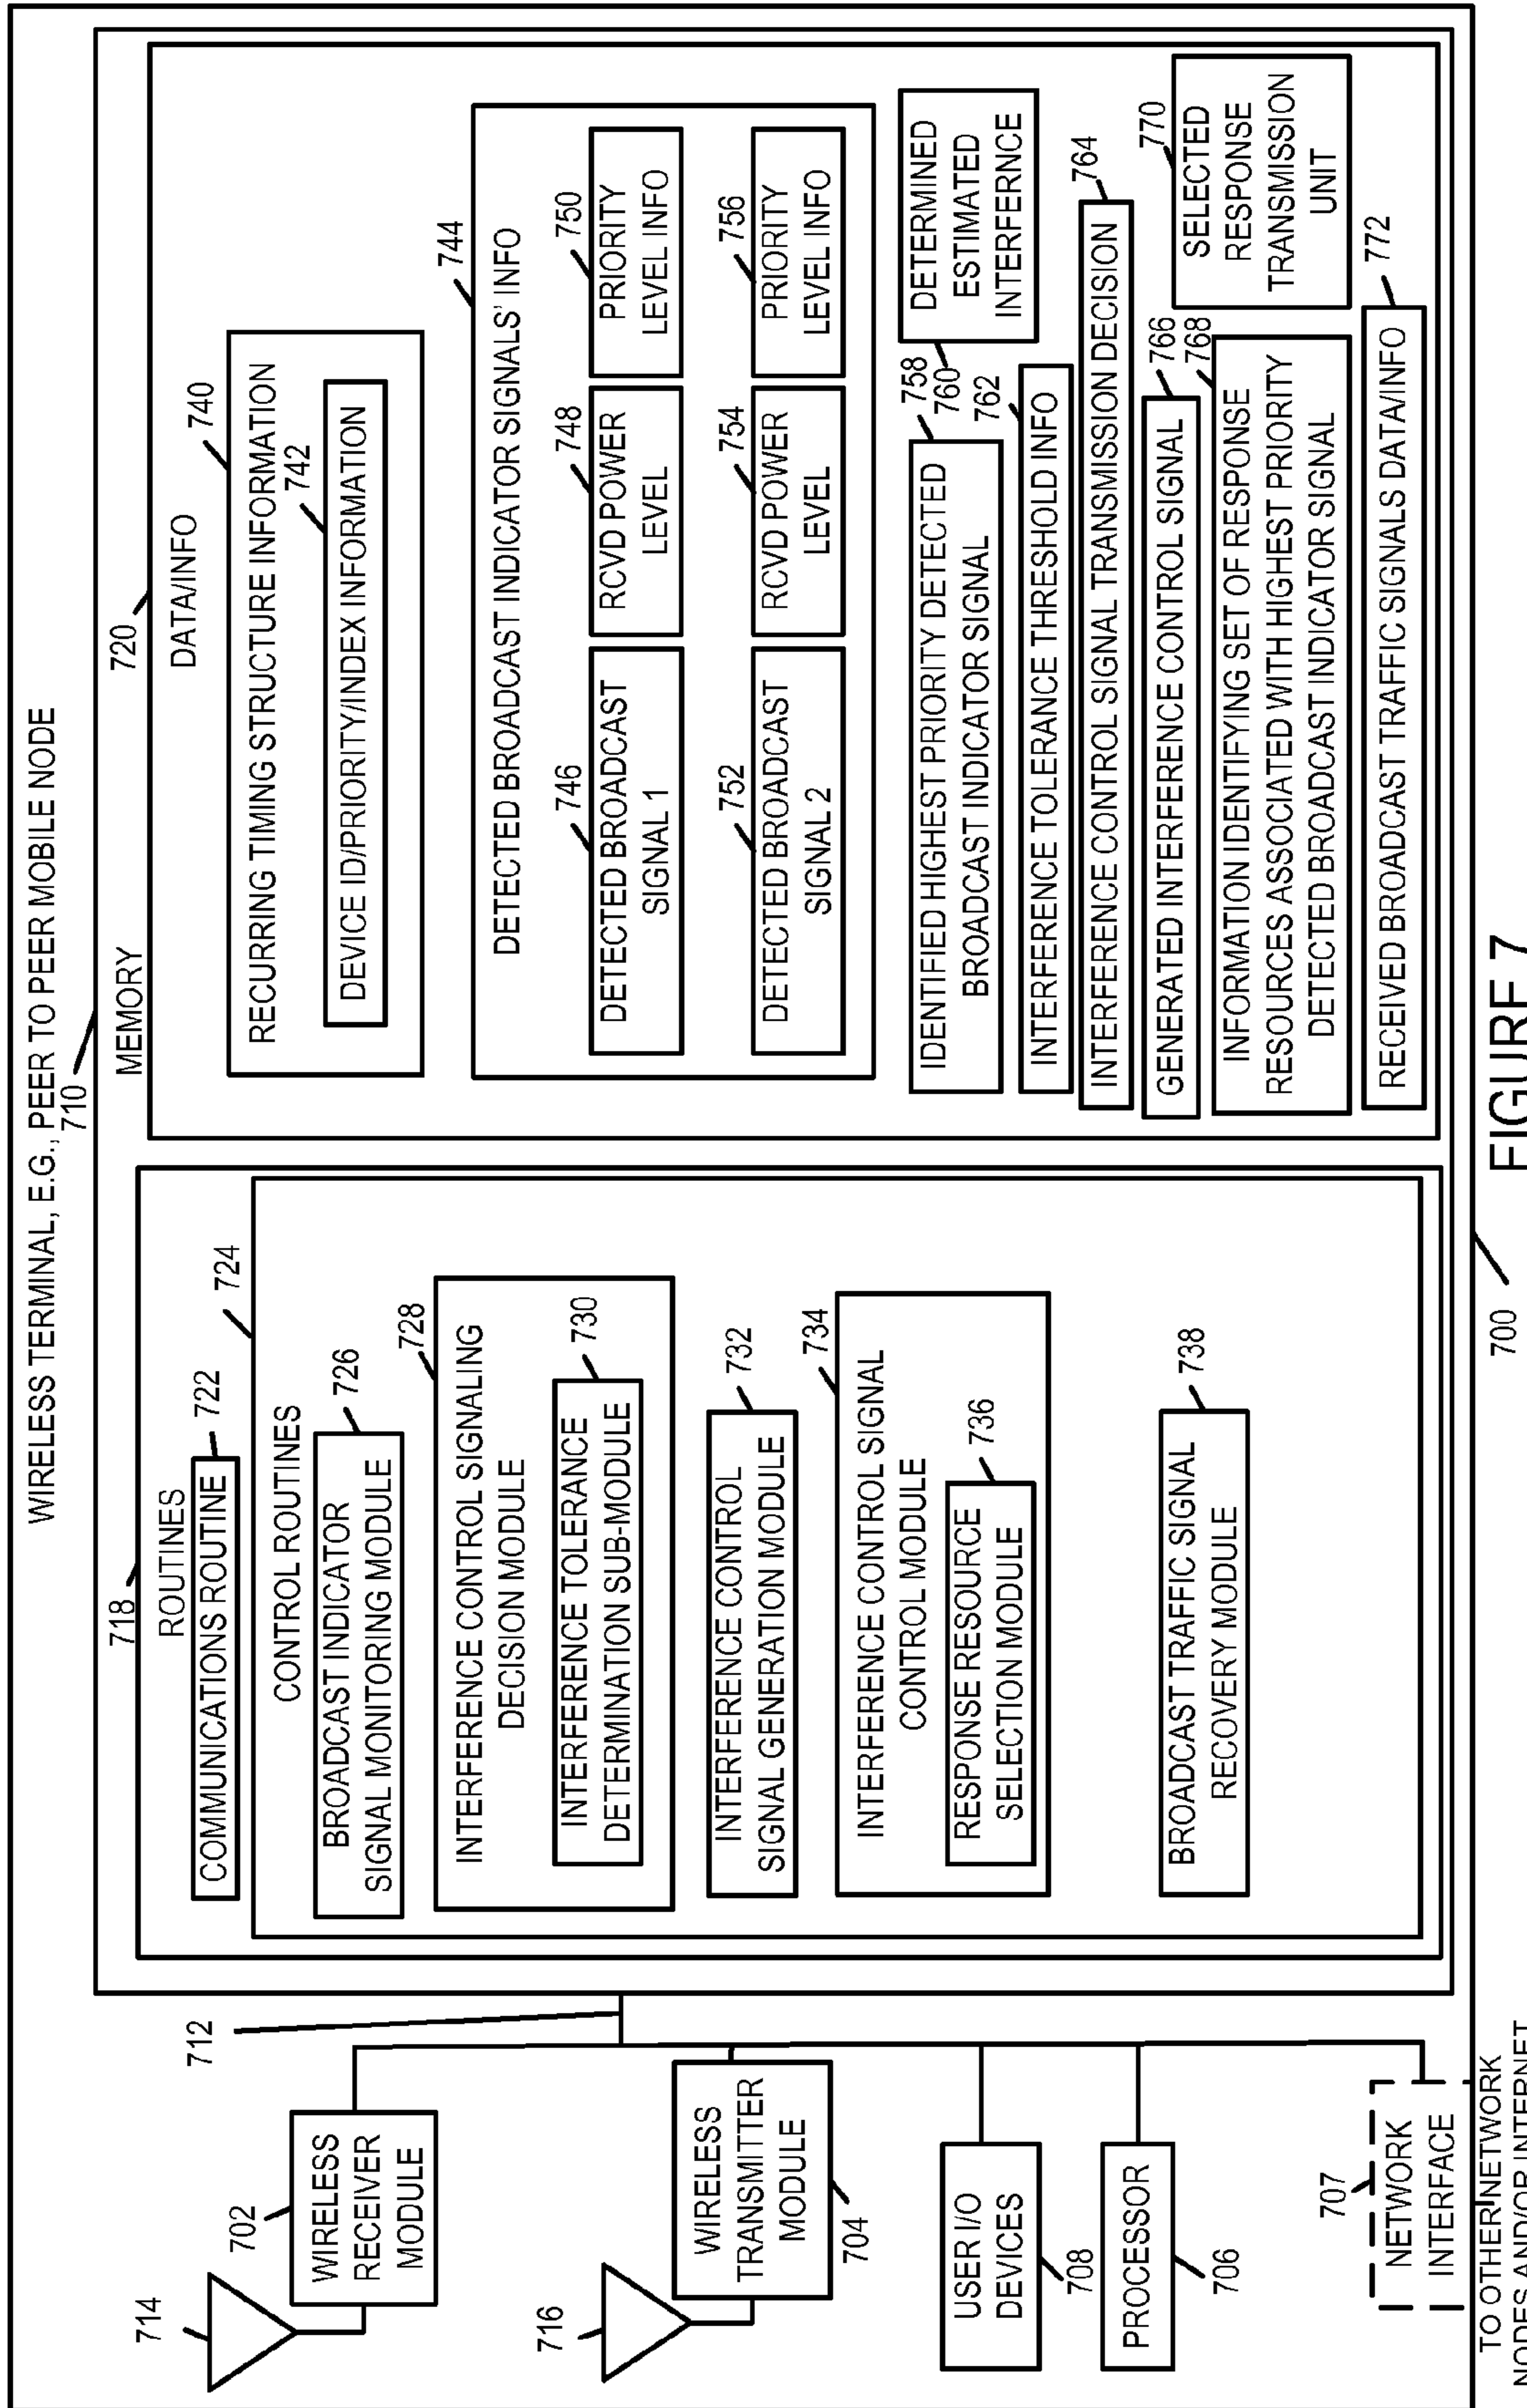 WIRELESS TERMINAL, E.G., PEER TO PEER MOBILE NODE
710
MEMORY
714
702
WIRELESS
RECEIVER
MODULE
716
WIRELESS
TRANSMITTER
MODULE
704
USER I/O
DEVICES
708
PROCESSOR
706
707
NETWORK
INTERFACE
TO OTHER NETWORK
NODES AND/OR INTERNET
712
718
ROUTINES
COMMUNICATIONS ROUTINE
722
724
CONTROL ROUTINES
BROADCAST INDICATOR
SIGNAL MONITORING MODULE
726
728
INTERFERENCE CONTROL SIGNALING
DECISION MODULE
730
INTERFERENCE TOLERANCE
DETERMINATION SUB-MODULE
732
INTERFERENCE CONTROL
SIGNAL GENERATION MODULE
734
INTERFERENCE CONTROL SIGNAL
CONTROL MODULE
736
RESPONSE RESOURCE
SELECTION MODULE
738
BROADCAST TRAFFIC SIGNAL
RECOVERY MODULE
720
DATA/INFO
740
RECURRING TIMING STRUCTURE INFORMATION
742
DEVICE ID/PRIORITY/INDEX INFORMATION
744
DETECTED BROADCAST INDICATOR SIGNALS' INFO
746
DETECTED BROADCAST
SIGNAL 1
748
RCVD POWER
LEVEL
750
PRIORITY
LEVEL INFO
752
DETECTED BROADCAST
SIGNAL 2
754
RCVD POWER
LEVEL
756
PRIORITY
LEVEL INFO
758
IDENTIFIED HIGHEST PRIORITY DETECTED
BROADCAST INDICATOR SIGNAL
760
DETERMINED
ESTIMATED
INTERFERNCE
762
INTERFERENCE TOLERANCE THRESHOLD INFO
764
INTERFERENCE CONTROL SIGNAL TRANSMISSION DECISION
766
GENERATED INTERFERENCE CONTROL SIGNAL
768
INFORMATION IDENTIFYING SET OF RESPONSE
RESOURCES ASSOCIATED WITH HIGHEST PRIORITY
DETECTED BROADCAST INDICATOR SIGNAL
770
SELECTED
RESPONSE
TRANSMISSION
UNIT
772
RECEIVED BROADCAST TRAFFIC SIGNALS DATA/INFO
700
FIGURE 7